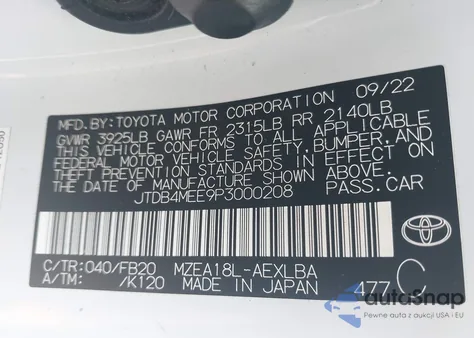 MFD.BY:TOYOTA MOTOR CORPORATION 09/22
GVWR 3925LB GAWR FR 2315LB RR 2140LB
THIS VEHICLE CONFORMS TO ALL APPLICABLE
FEDERAL MOTOR VEHICLE SAFETY, BUMPER, AND
THEFT PREVENTION STANDARDS IN EFFECT ON THE DATE OF
MANUFACTURE SHOWN ABOVE.
JTDB4MEE9P3000208 PASS.CAR
TOYOTA
C/TR:040/FB20 MZEA18L-AEXLBA
A/TM: /K120 MADE IN JAPAN 477 C
autoSnap
Pewne auta z aukcji USA i EU